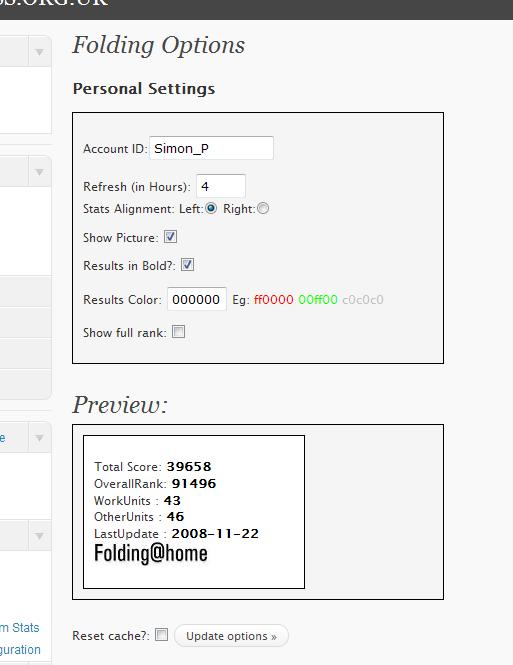 SS.ORG.UK
Folding Options
Personal Settings
Account ID: Simon_P
Refresh (in Hours): 4
Stats Alignment: Left: Right:
Show Picture:
Results in Bold?:
Results Color: 000000 Eg: ff0000 00ff00 c0c0c0
Show full rank:
e
Preview:
Total Score: 39658
OverallRank: 91496
WorkUnits : 43
OtherUnits : 46
LastUpdate : 2008-11-22
Folding@home
m Stats
Reset cache?: Update options »
guration